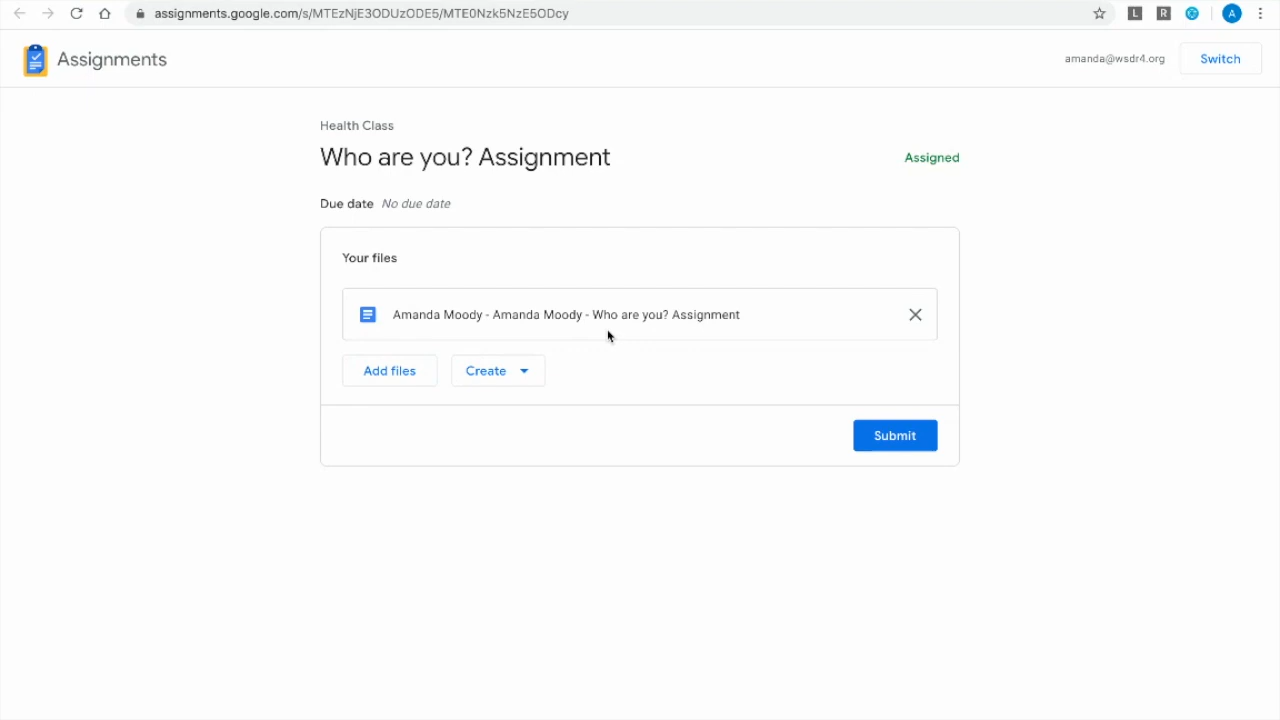 assignments.google.com/s/MTEzNjE3ODUzODE5/MTE0Nzk5NzE5ODcy
L R A
Assignments
amanda@wsdr4.org Switch
Health Class
Who are you? Assignment Assigned
Due date No due date
Your files
Amanda Moody - Amanda Moody - Who are you? Assignment
Add files Create
Submit